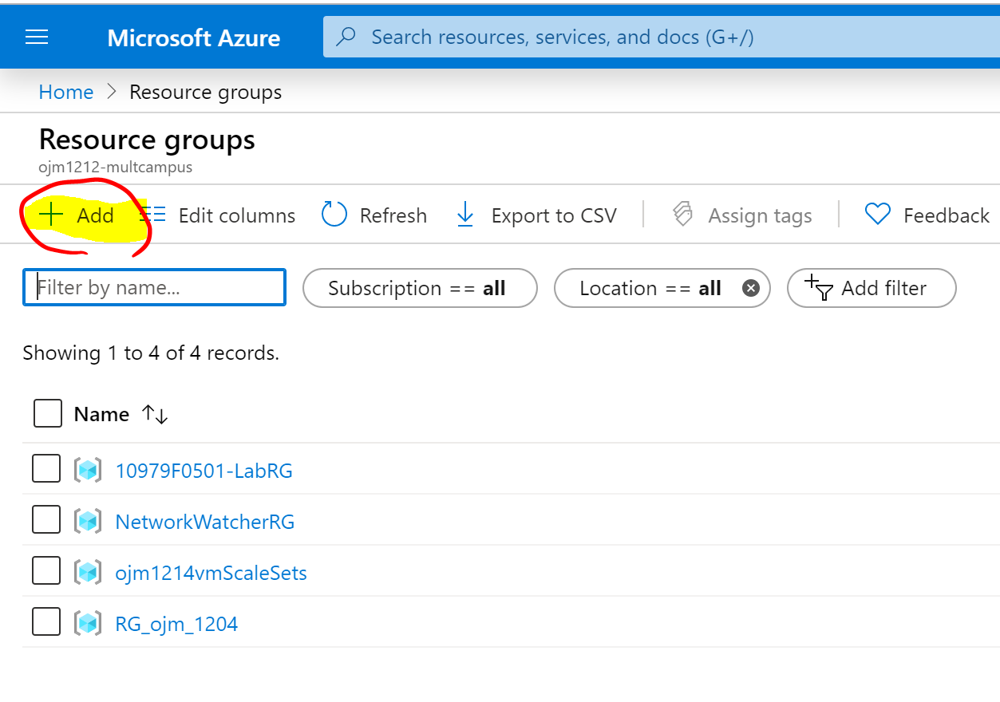 Microsoft Azure Search resources, services, and docs (G+/)
Home > Resource groups
Resource groups
ojm1212-multcampus
+ Add Edit columns Refresh Export to CSV Assign tags Feedback
Filter by name... Subscription == all Location == all Add filter
Showing 1 to 4 of 4 records.
Name ↑↓
10979F0501-LabRG
NetworkWatcherRG
ojm1214vmScaleSets
RG_ojm_1204